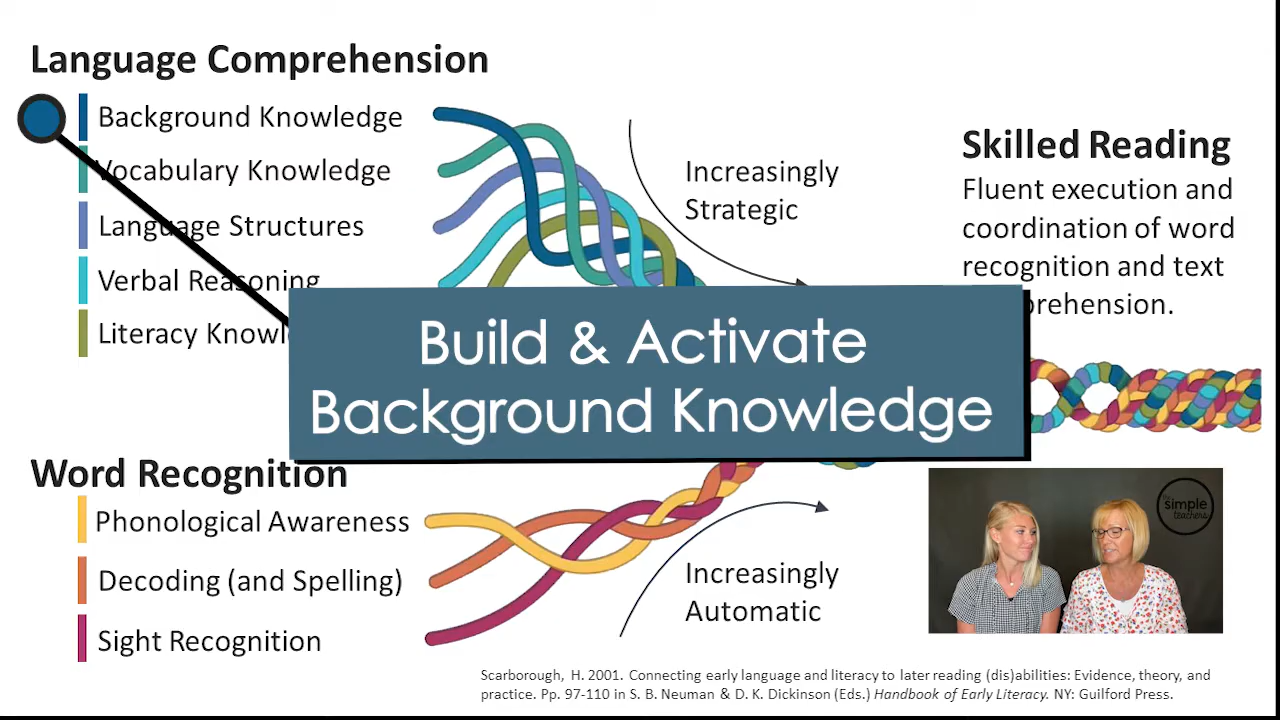 Language Comprehension
Background Knowledge
Vocabulary Knowledge
Language Structures
Verbal Reasoning
Literacy
Increasingly
Strategic
Skilled Reading
Fluent execution and
coordination of word
recognition and text
Build & Activate
Background Knowledge
Word Recognition
Phonological Awareness
Decoding (and Spelling)
Sight Recognition
Increasingly
Automatic
simple
teachers
Scarborough, H. 2001. Connecting early language and literacy to later reading (dis)abilities: Evidence, theory, and
practice. Pp. 97-110 in S. B. Neuman & D. K. Dickinson (Eds.) Handbook of Early Literacy. NY: Guilford Press.